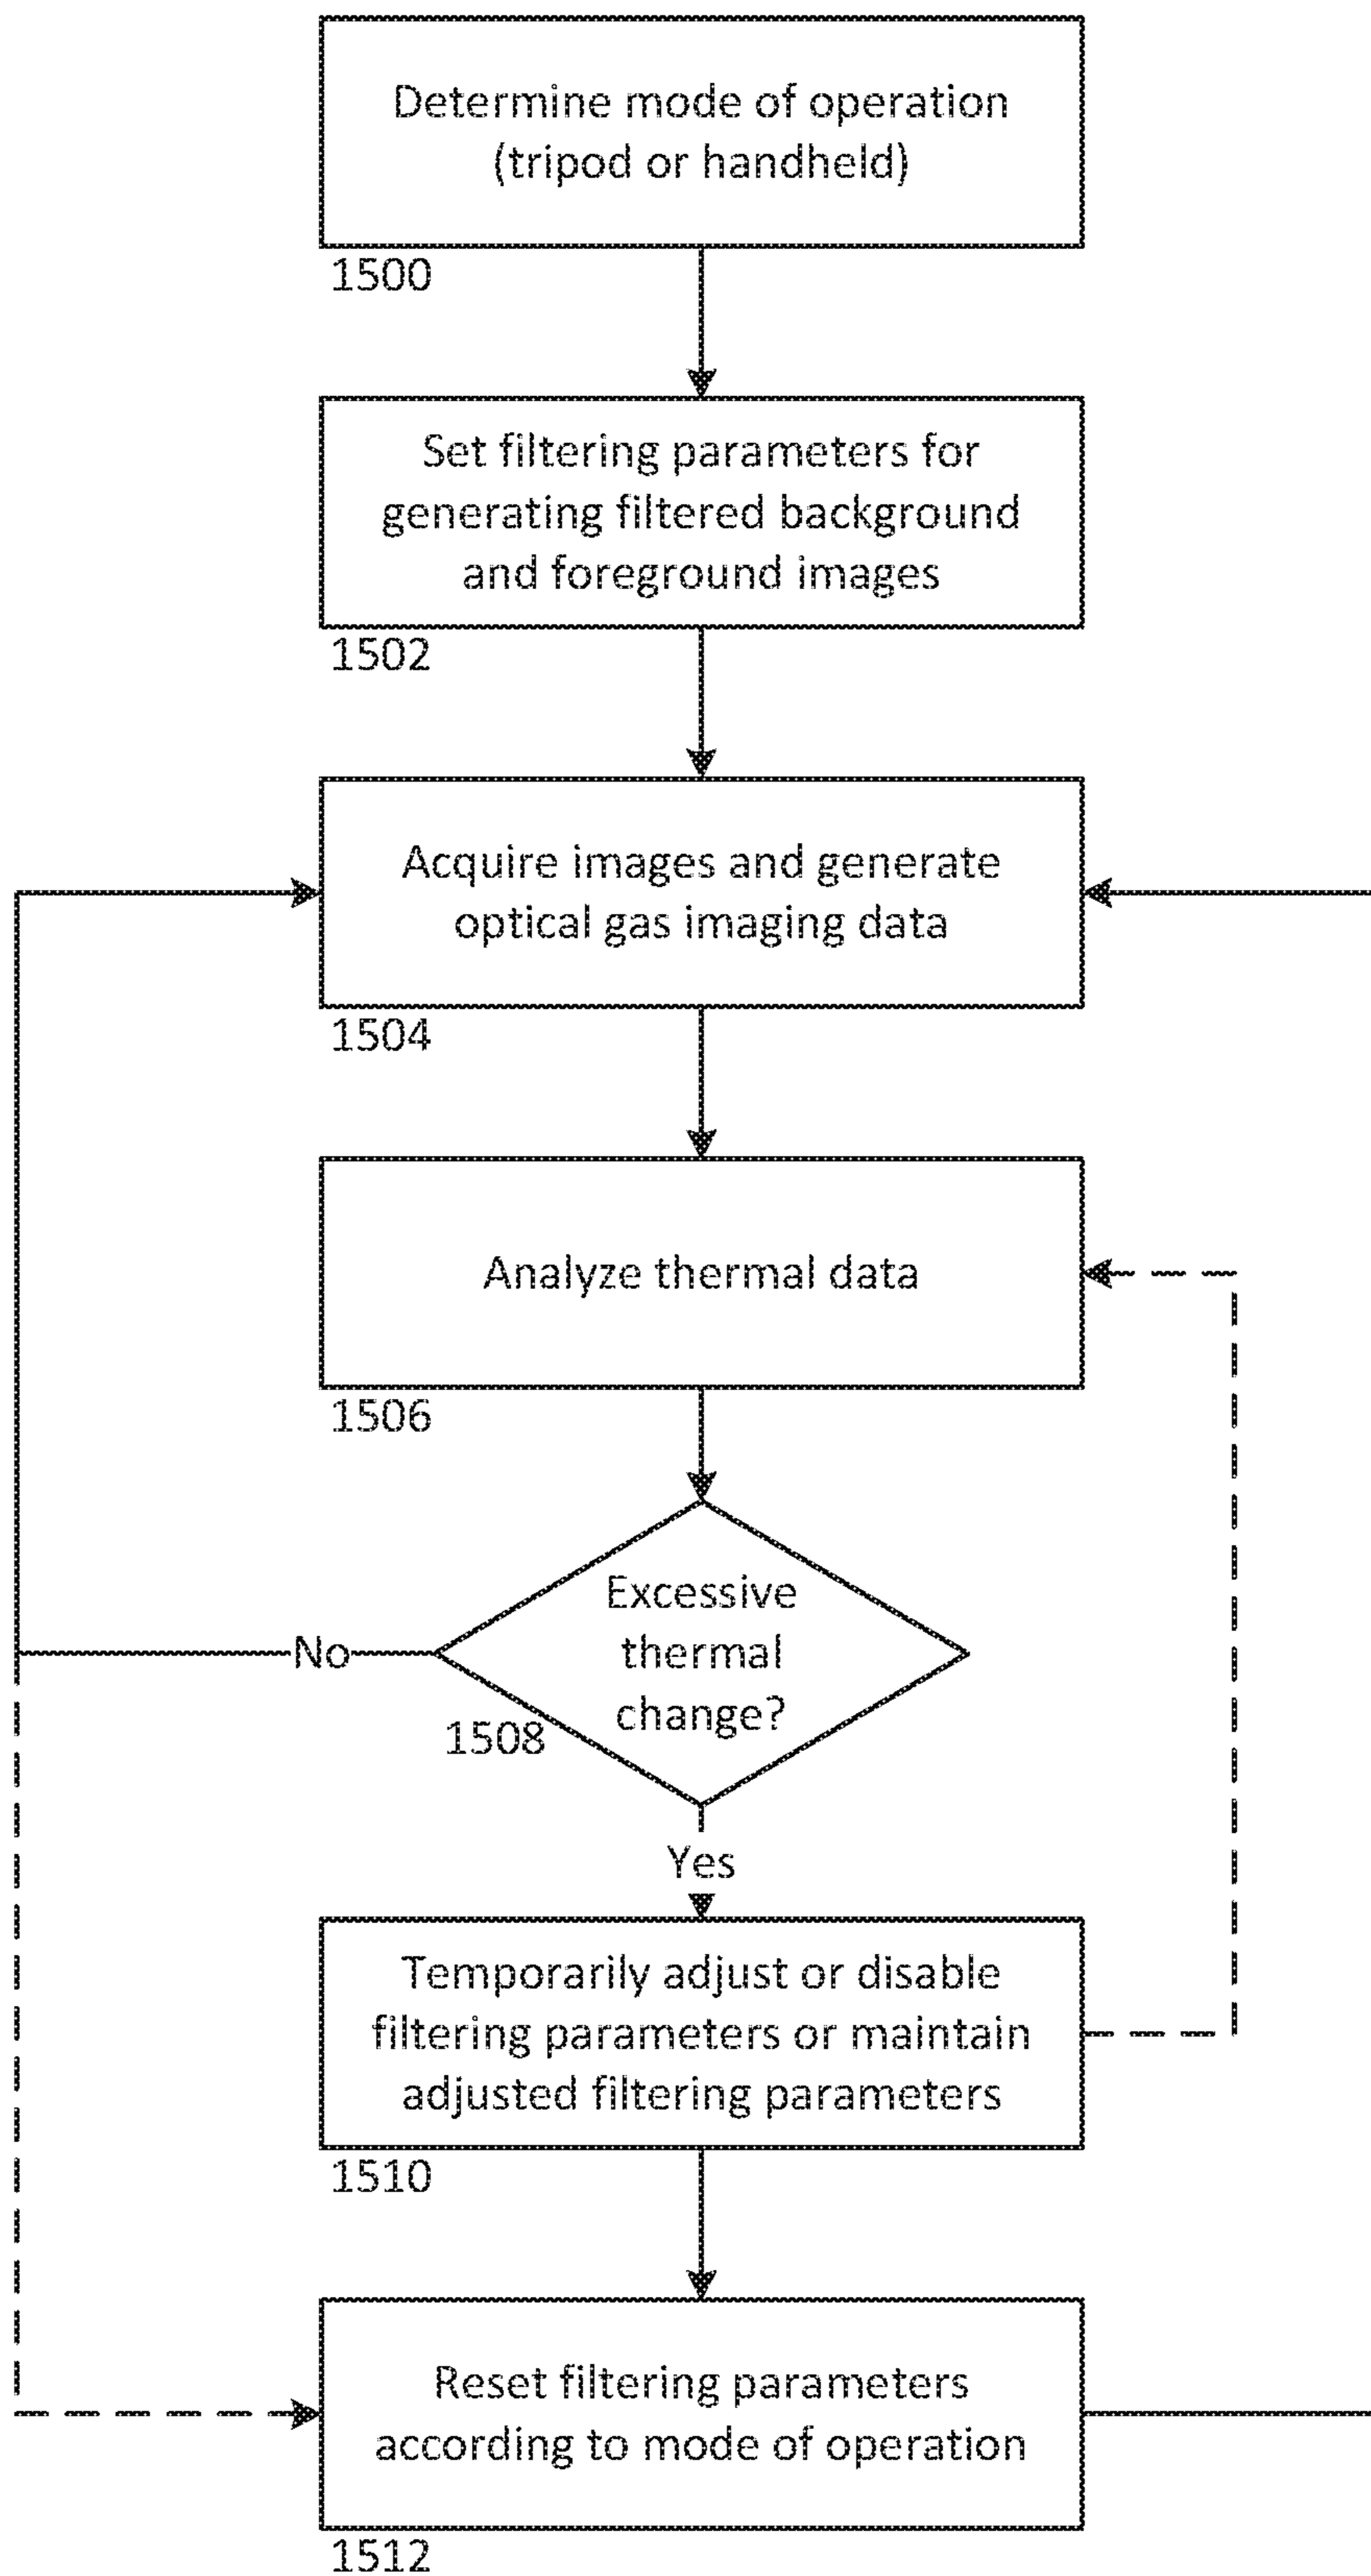 Determine mode of operation
(tripod or handheld)
1500
Set filtering parameters for
generating filtered background
and foreground images
1502
Acquire images and generate
optical gas imaging data
1504
Analyze thermal data
1506
Excessive
thermal
change?
No
1508
Yes
Temporarily adjust or disable
filtering parameters or maintain
adjusted filtering parameters
1510
Reset filtering parameters
according to mode of operation
1512